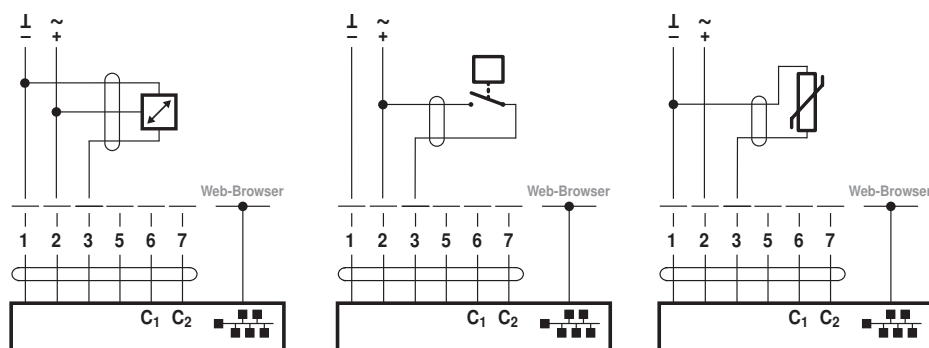 ⊥ ~ ⊥ ~ ⊥ ~
– + – + – +
Web-Browser Web-Browser Web-Browser
1 2 3 5 6 7 1 2 3 5 6 7 1 2 3 5 6 7
C₁ C₂ C₁ C₂ C₁ C₂